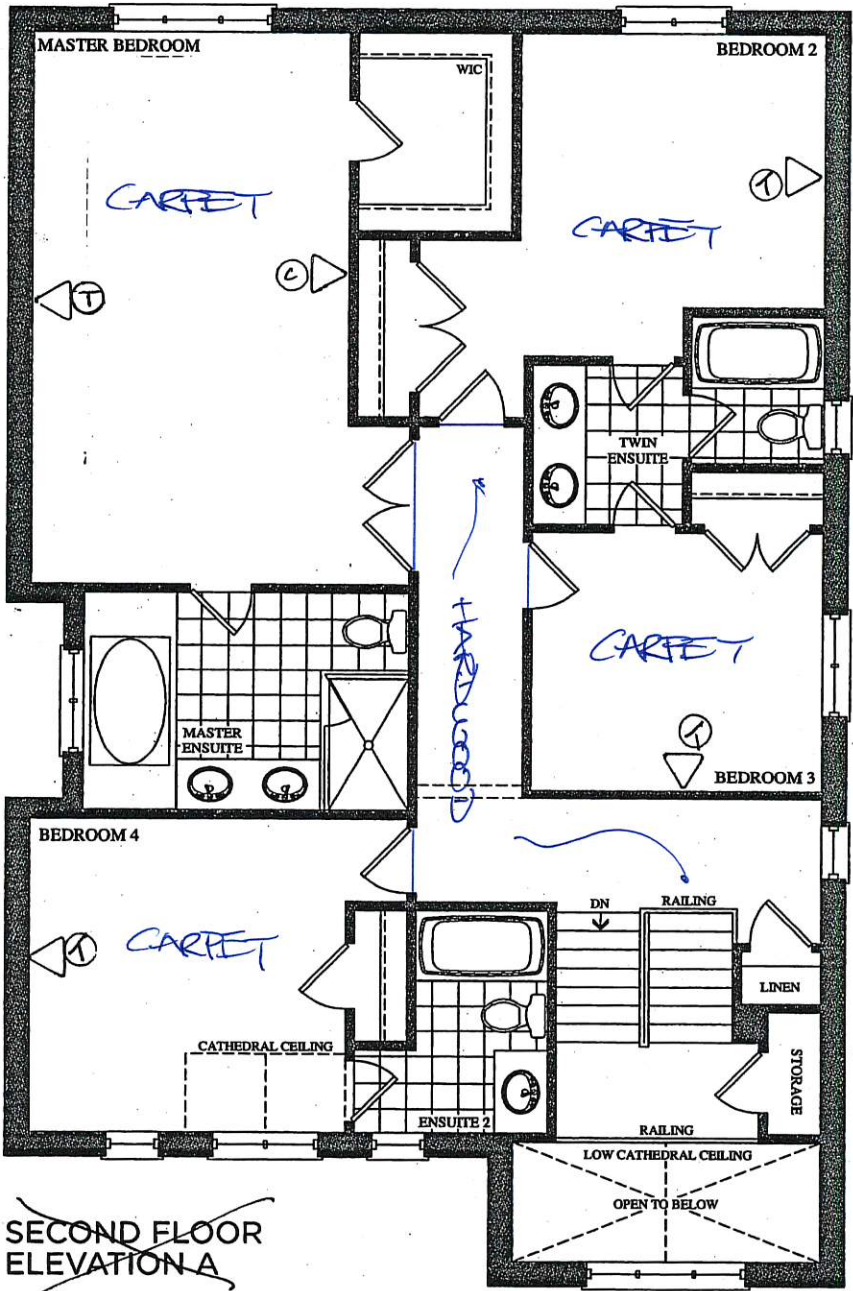 MASTER BEDROOM
WIC
BEDROOM 2
CARPET
T
CARPET
T
C
TWIN
ENSUITE
HARDWOOD
CARPET
MASTER
ENSUITE
T
BEDROOM 3
BEDROOM 4
DN
RAILING
CARPET
T
LINEN
CATHEDRAL CEILING
STORAGE
ENSUITE 2
RAILING
LOW CATHEDRAL CEILING
OPEN TO BELOW
SECOND FLOOR
ELEVATION A